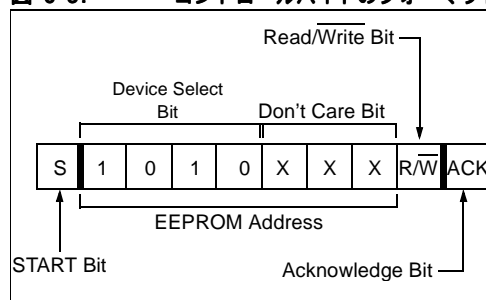 Read/Write Bit
Device Select
Bit
Don't Care Bit
S 1 0 1 0 X X X R/W ACK
EEPROM Address
START Bit
Acknowledge Bit